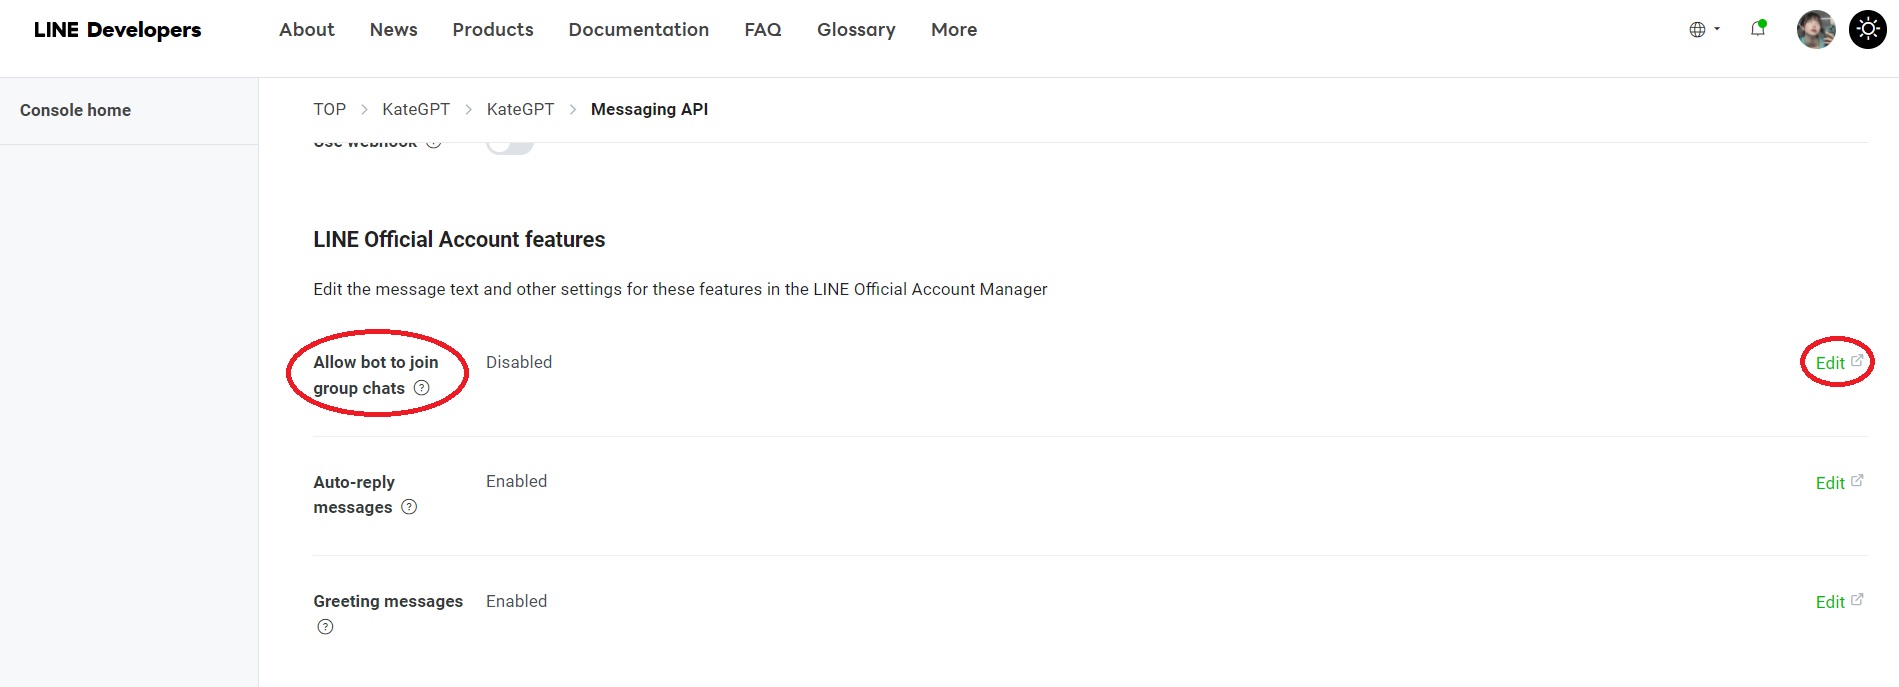 LINE Developers About News Products Documentation FAQ Glossary More
Console home
TOP > KateGPT > KateGPT > Messaging API
Use webhook ?
LINE Official Account features
Edit the message text and other settings for these features in the LINE Official Account Manager
Allow bot to join
group chats ?
Disabled
Edit
Auto-reply
messages ?
Enabled
Edit
Greeting messages
?
Enabled
Edit